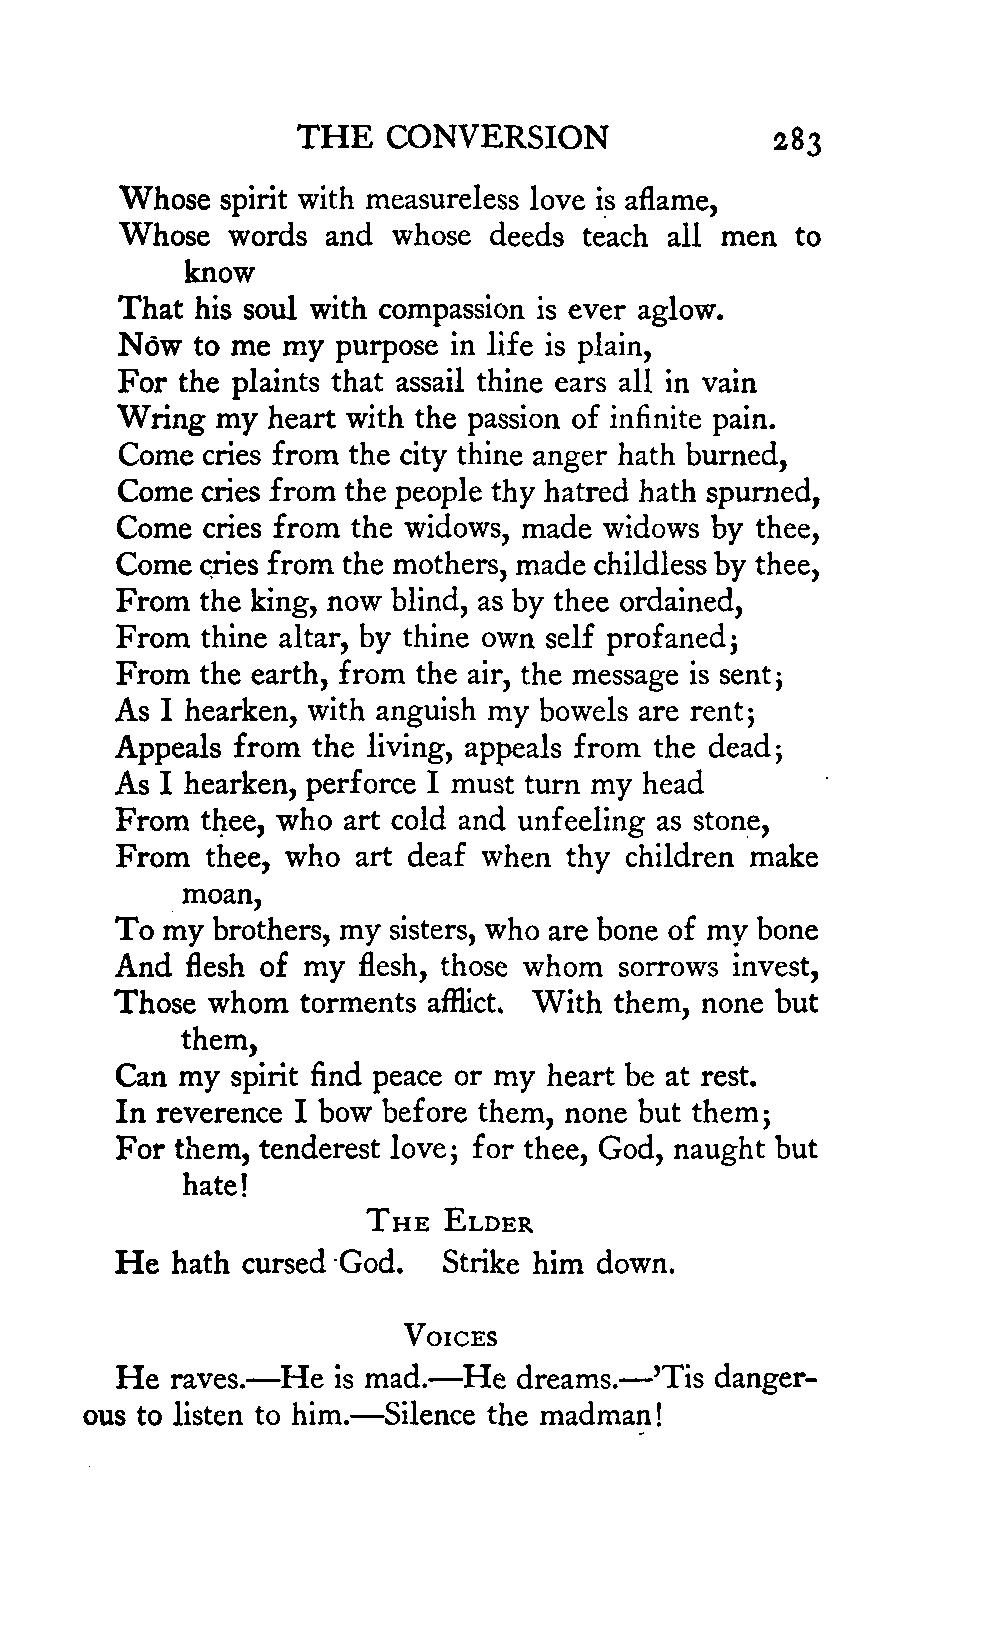 THE CONVERSION 283
Whose spirit with measureless love is aflame,
Whose words and whose deeds teach all men to
know
That his soul with compassion is ever aglow.
Now to me my purpose in life is plain,
For the plaints that assail thine ears all in vain
Wring my heart with the passion of infinite pain.
Come cries from the city thine anger hath burned,
Come cries from the people thy hatred hath spurned,
Come cries from the widows, made widows by thee,
Come cries from the mothers, made childless by thee,
From the king, now blind, as by thee ordained,
From thine altar, by thine own self profaned;
From the earth, from the air, the message is sent;
As I hearken, with anguish my bowels are rent;
Appeals from the living, appeals from the dead;
As I hearken, perforce I must turn my head
From thee, who art cold and unfeeling as stone,
From thee, who art deaf when thy children make
moan,
To my brothers, my sisters, who are bone of my bone
And flesh of my flesh, those whom sorrows invest,
Those whom torments afflict. With them, none but
them,
Can my spirit find peace or my heart be at rest.
In reverence I bow before them, none but them;
For them, tenderest love; for thee, God, naught but
hate!
THE ELDER
He hath cursed God. Strike him down.
VOICES
He raves.—He is mad.—He dreams.—'Tis danger-
ous to listen to him.—Silence the madman!